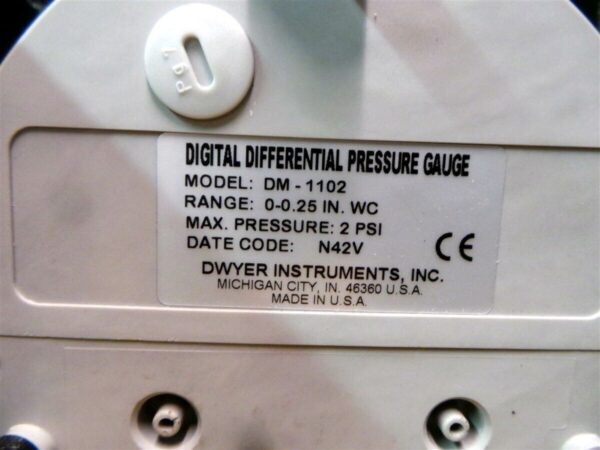 DIGITAL DIFFERENTIAL PRESSURE GAUGE
MODEL: DM - 1102
RANGE: 0-0.25 IN. WC
MAX. PRESSURE: 2 PSI
DATE CODE: N42V
CE
DWYER INSTRUMENTS, INC.
MICHIGAN CITY, IN. 46360 U.S.A.
MADE IN U.S.A.